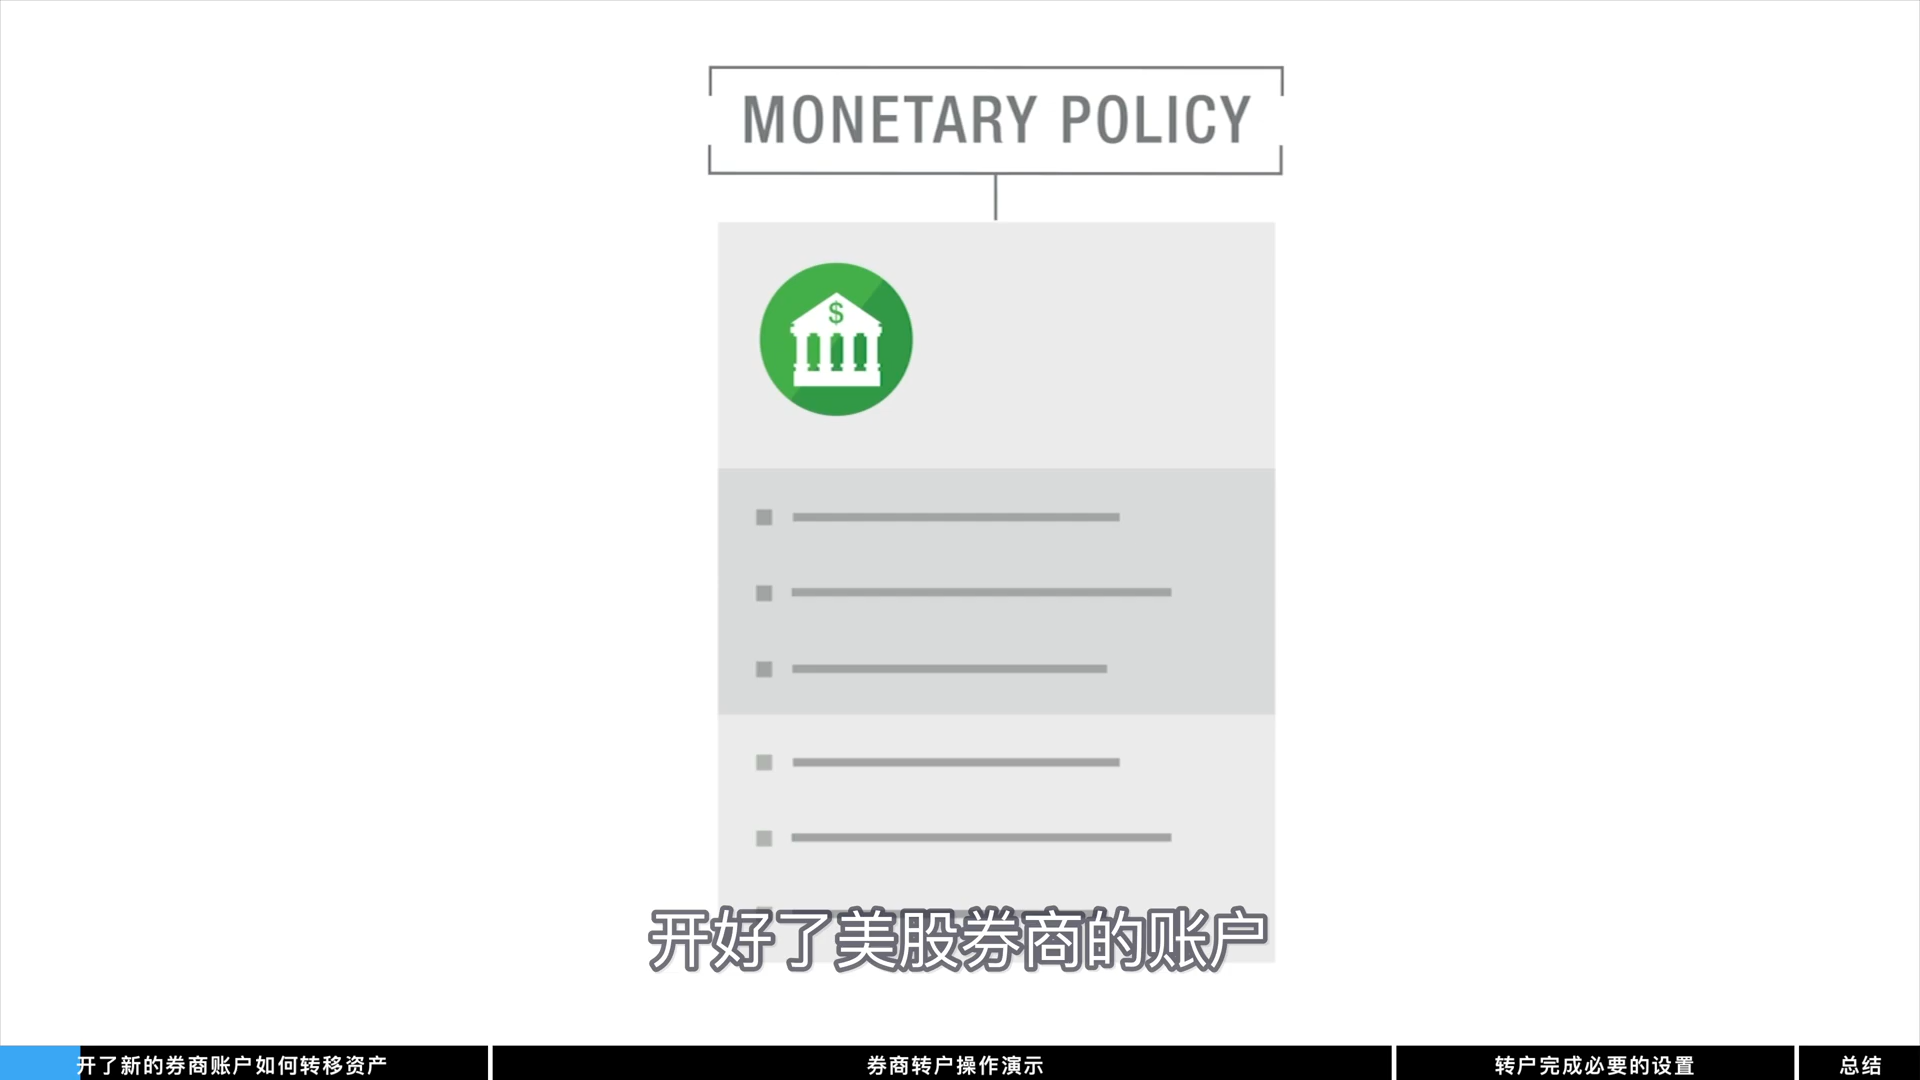 MONETARY POLICY
$
开好了美股券商的账户
开了新的券商账户如何转移资产
券商转户操作演示
转户完成必要的设置
总结